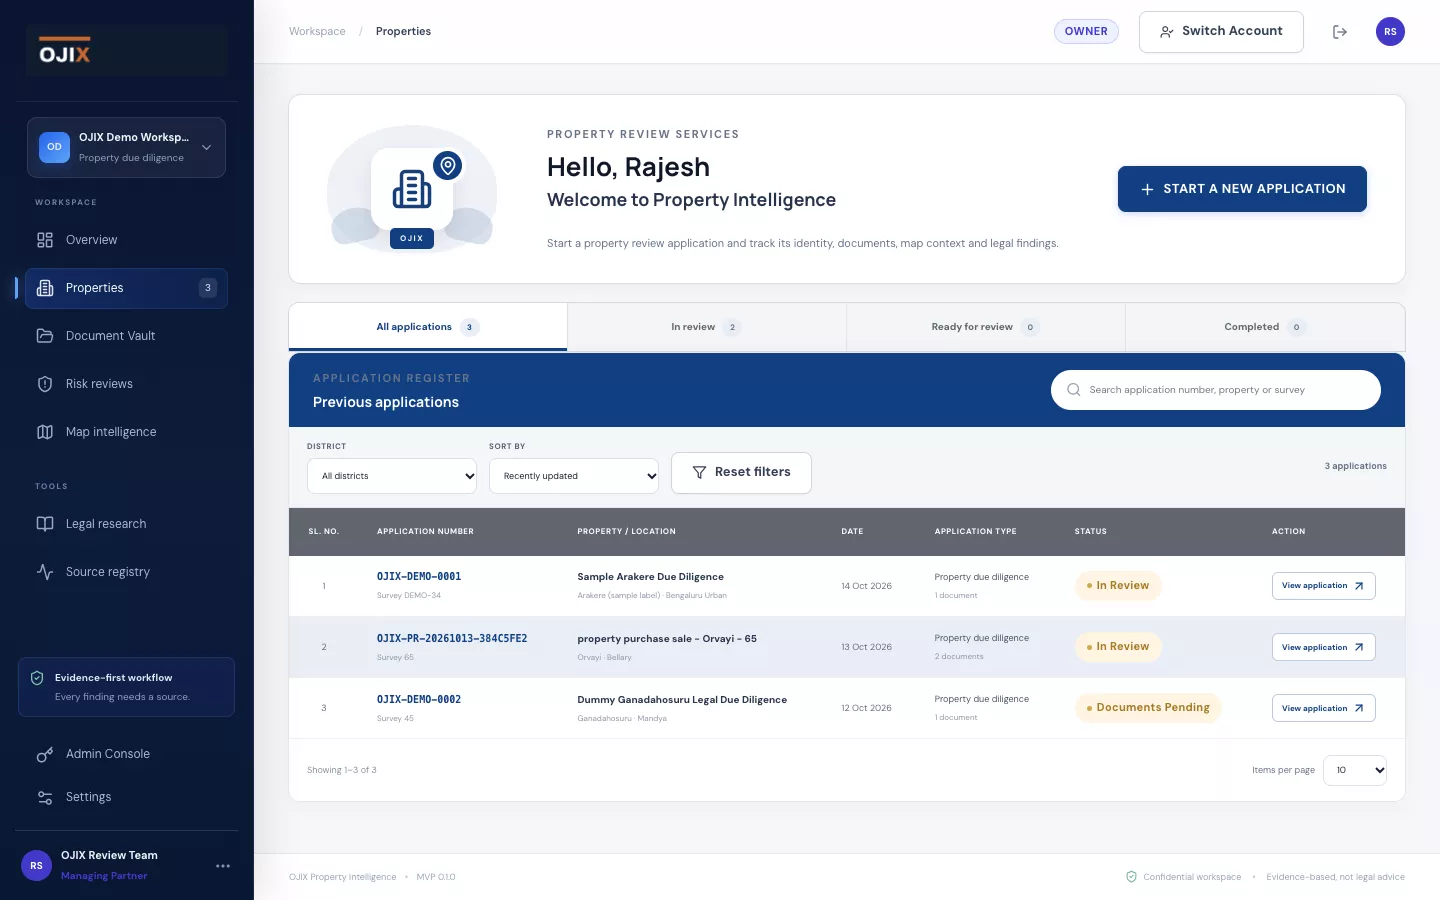 OJIX
OJIX Demo Worksp...
OD
Property due diligence
WORKSPACE
Overview
Properties 3
Document Vault
Risk reviews
Map intelligence
TOOLS
Legal research
Source registry
Evidence-first workflow
Every finding needs a source.
Admin Console
Settings
RS
OJIX Review Team
Managing Partner
Workspace / Properties
OWNER
Switch Account
RS
OJIX
PROPERTY REVIEW SERVICES
Hello, Rajesh
Welcome to Property Intelligence
Start a property review application and track its identity, documents, map context and legal findings.
START A NEW APPLICATION
All applications 3
In review 2
Ready for review 0
Completed 0
APPLICATION REGISTER
Previous applications
Search application number, property or survey
DISTRICT
All districts
SORT BY
Recently updated
Reset filters
3 applications
SL. NO. APPLICATION NUMBER PROPERTY / LOCATION DATE APPLICATION TYPE STATUS ACTION
1 OJIX-DEMO-0001 Sample Arakere Due Diligence 14 Oct 2026 Property due diligence In Review View application
Survey DEMO-34 Arakere (sample label) · Bengaluru Urban 1 document
2 OJIX-PR-20261013-384C5FE2 property purchase sale - Orvayi - 65 13 Oct 2026 Property due diligence In Review View application
Survey 65 Orvayi · Bellary 2 documents
3 OJIX-DEMO-0002 Dummy Ganadahosuru Legal Due Diligence 12 Oct 2026 Property due diligence Documents Pending View application
Survey 45 Ganadahosuru · Mandya 1 document
Showing 1–3 of 3
Items per page 10
OJIX Property Intelligence • MVP 0.1.0
Confidential workspace • Evidence-based, not legal advice